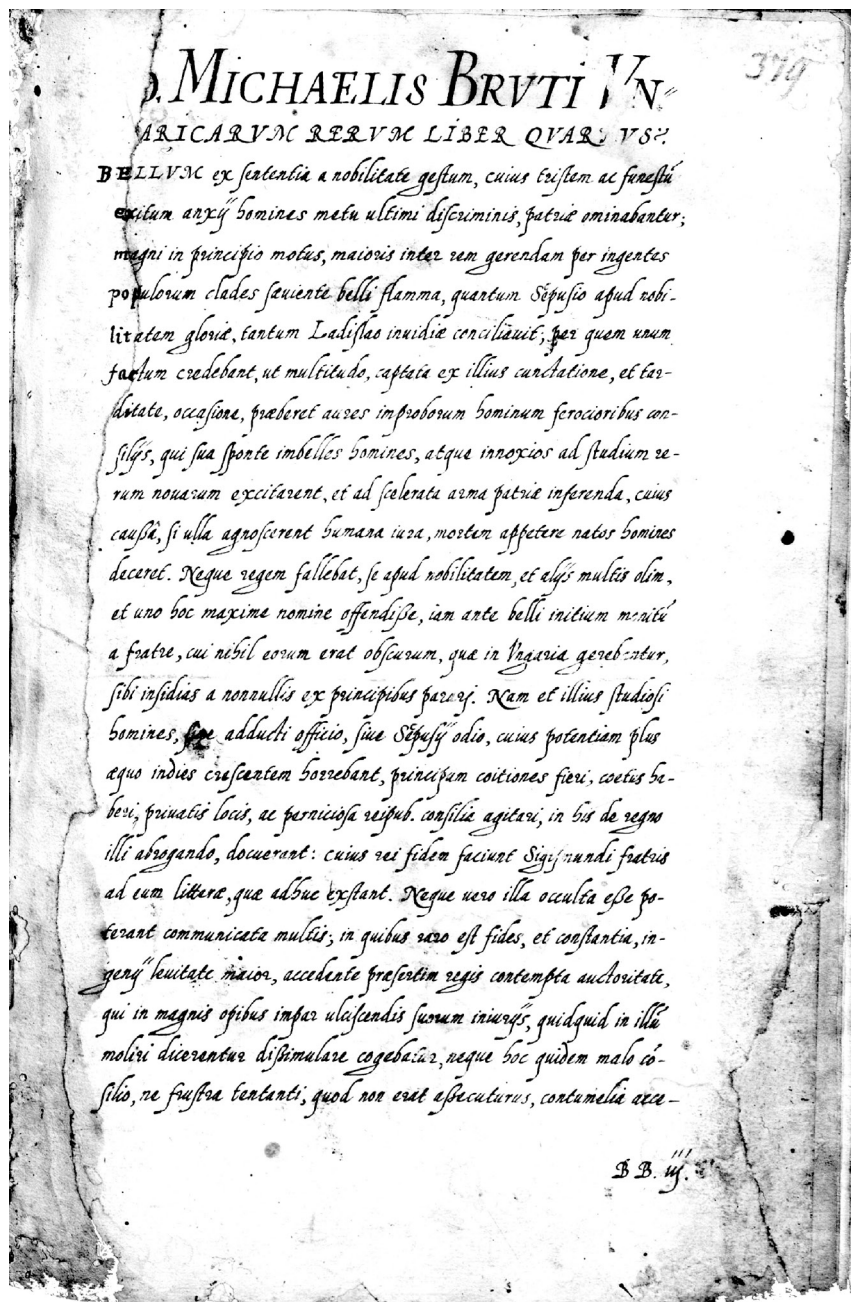 379
O. MICHAELIS BRVTI VN-
GARICARVM RERVM LIBER QVARTVS.
BELLVM ex sententia a nobilitate gestum, cuius tristem ac funestũ
exitum anxij homines metu ultimi discriminis, patriæ ominabantur;
magni in principio motus, maioris inter rem gerendam per ingentes
populorum clades sæuiente belli flamma, quantum Sepusio apud nobi-
litatem gloriæ, tantum Ladislao inuidiæ conciliauit; per quem unum
factum credebant, ut multitudo, captata ex illius cunctatione, et tar-
ditate, occasione, præberet aures improborum hominum ferocioribus con-
silijs, qui sua sponte imbelles homines, atque innoxios ad studium re-
rum nouarum excitarent, et ad scelerata arma patriæ inferenda, cuius
caussâ, si ulla agnoscerent humana iura, mortem appetere natos homines
deceret. Neque regem fallebat, se apud nobilitatem, et alijs multis olim,
et uno hoc maxime nomine offendisse, iam ante belli initium monitũ
a fratre, cui nihil eorum erat obscurum, quæ in Vngaria gerebantur,
sibi insidias a nonnullis ex principibus parari. Nam et illius studiosi
homines, siue adducti officio, siue Sepusij odio, cuius potentiam plus
æquo indies crescentem horrebant, principum coitiones fieri, coetus ha-
beri, priuatis locis, ac perniciosa reipub. consilia agitari, in his de regno
illi abrogando, docuerant: cuius rei fidem faciunt Sigismundi fratris
ad eum litteræ, quæ adhuc exstant. Neque uero illa occulta esse po-
terant communicata multis; in quibus raro est fides, et constantia, in-
genij leuitate maior, accedente præsertim regis contempta auctoritate,
qui in magnis opibus impar ulciscendis suorum iniurijs, quidquid in illũ
moliri dicerentur dissimulare cogebatur, neque hoc quidem malo cõ-
silio, ne frustra tentanti, quod non erat assecuturus, contumelia acce-
BB. iij.